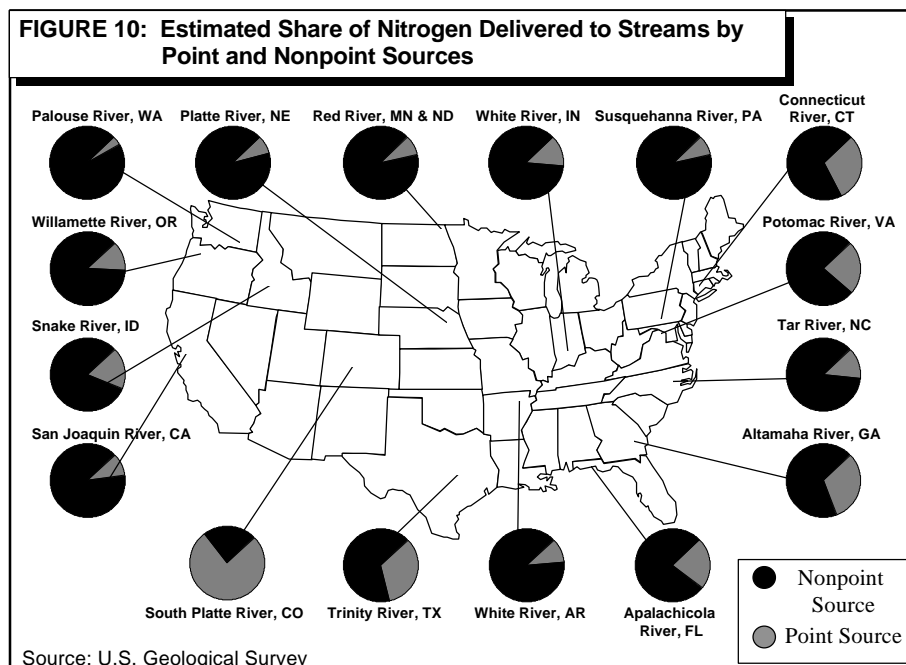 FIGURE 10: Estimated Share of Nitrogen Delivered to Streams by
Point and Nonpoint Sources
Palouse River, WA
Platte River, NE
Red River, MN & ND
White River, IN
Susquehanna River, PA
Connecticut
River, CT
Willamette River, OR
Potomac River, VA
Snake River, ID
Tar River, NC
San Joaquin River, CA
Altamaha River, GA
South Platte River, CO
Trinity River, TX
White River, AR
Apalachicola
River, FL
Nonpoint
Source
Point Source
Source: U.S. Geological Survey